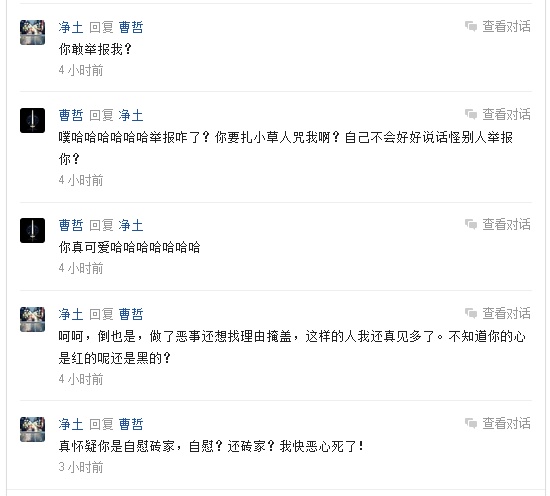 净土 回复 曹哲 查看对话
你敢举报我？
4 小时前
曹哲 回复 净土 查看对话
噗哈哈哈哈哈哈举报咋了？你要扎小草人咒我啊？自己不会好好说话怪别人举报
你？
4 小时前
曹哲 回复 净土 查看对话
你真可爱哈哈哈哈哈哈哈
4 小时前
净土 回复 曹哲 查看对话
呵呵，倒也是，做了恶事还想找理由掩盖，这样的人我还真见多了。不知道你的心
是红的呢还是黑的？
4 小时前
净土 回复 曹哲 查看对话
真怀疑你是自慰砖家，自慰？还砖家？我快恶心死了！
3 小时前